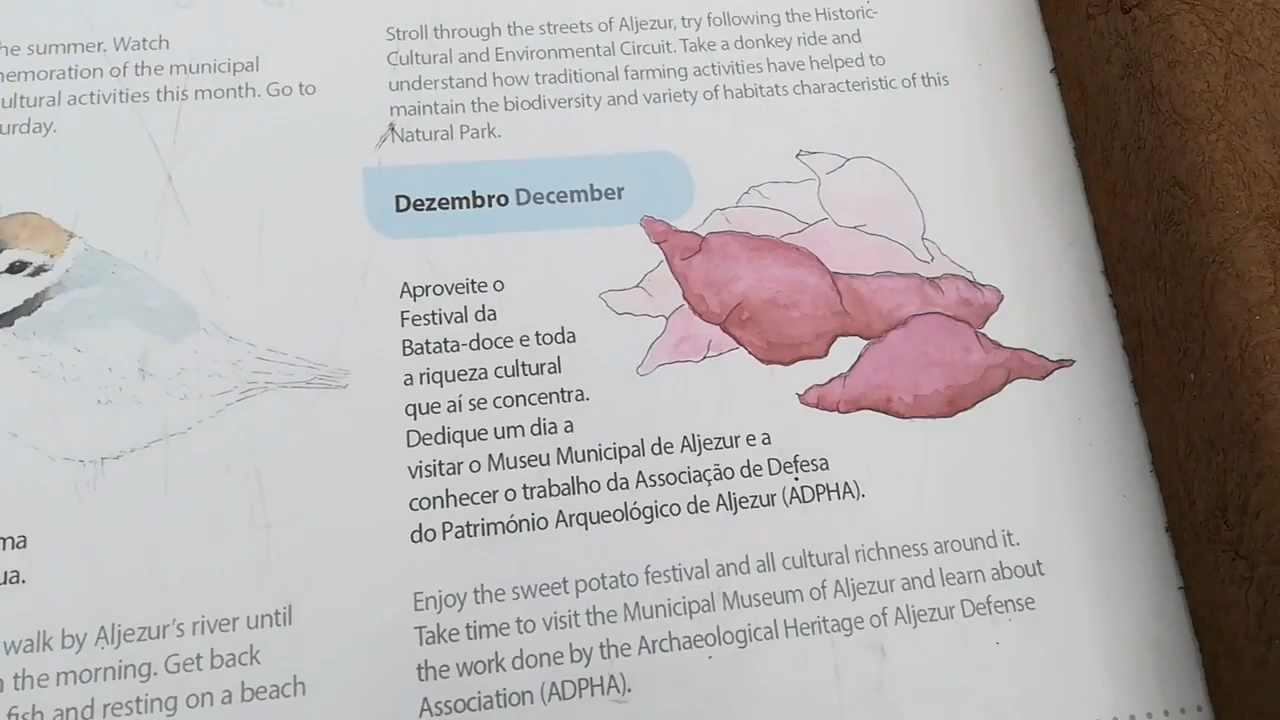 he summer. Watch
emoration of the municipal
ultural activities this month. Go to
urday.
walk by Aljezur's river until
the morning. Get back
fish and resting on a beach
Stroll through the streets of Aljezur, try following the Historic-
Cultural and Environmental Circuit. Take a donkey ride and
understand how traditional farming activities have helped to
maintain the biodiversity and variety of habitats characteristic of this
Natural Park.
Dezembro December
Aproveite o
Festival da
Batata-doce e toda
a riqueza cultural
que aí se concentra.
Dedique um dia a
visitar o Museu Municipal de Aljezur e a
conhecer o trabalho da Associação de Defesa
do Património Arqueológico de Aljezur (ADPHA).
Enjoy the sweet potato festival and all cultural richness around it.
Take time to visit the Municipal Museum of Aljezur and learn about
the work done by the Archaeological Heritage of Aljezur Defense
Association (ADPHA).